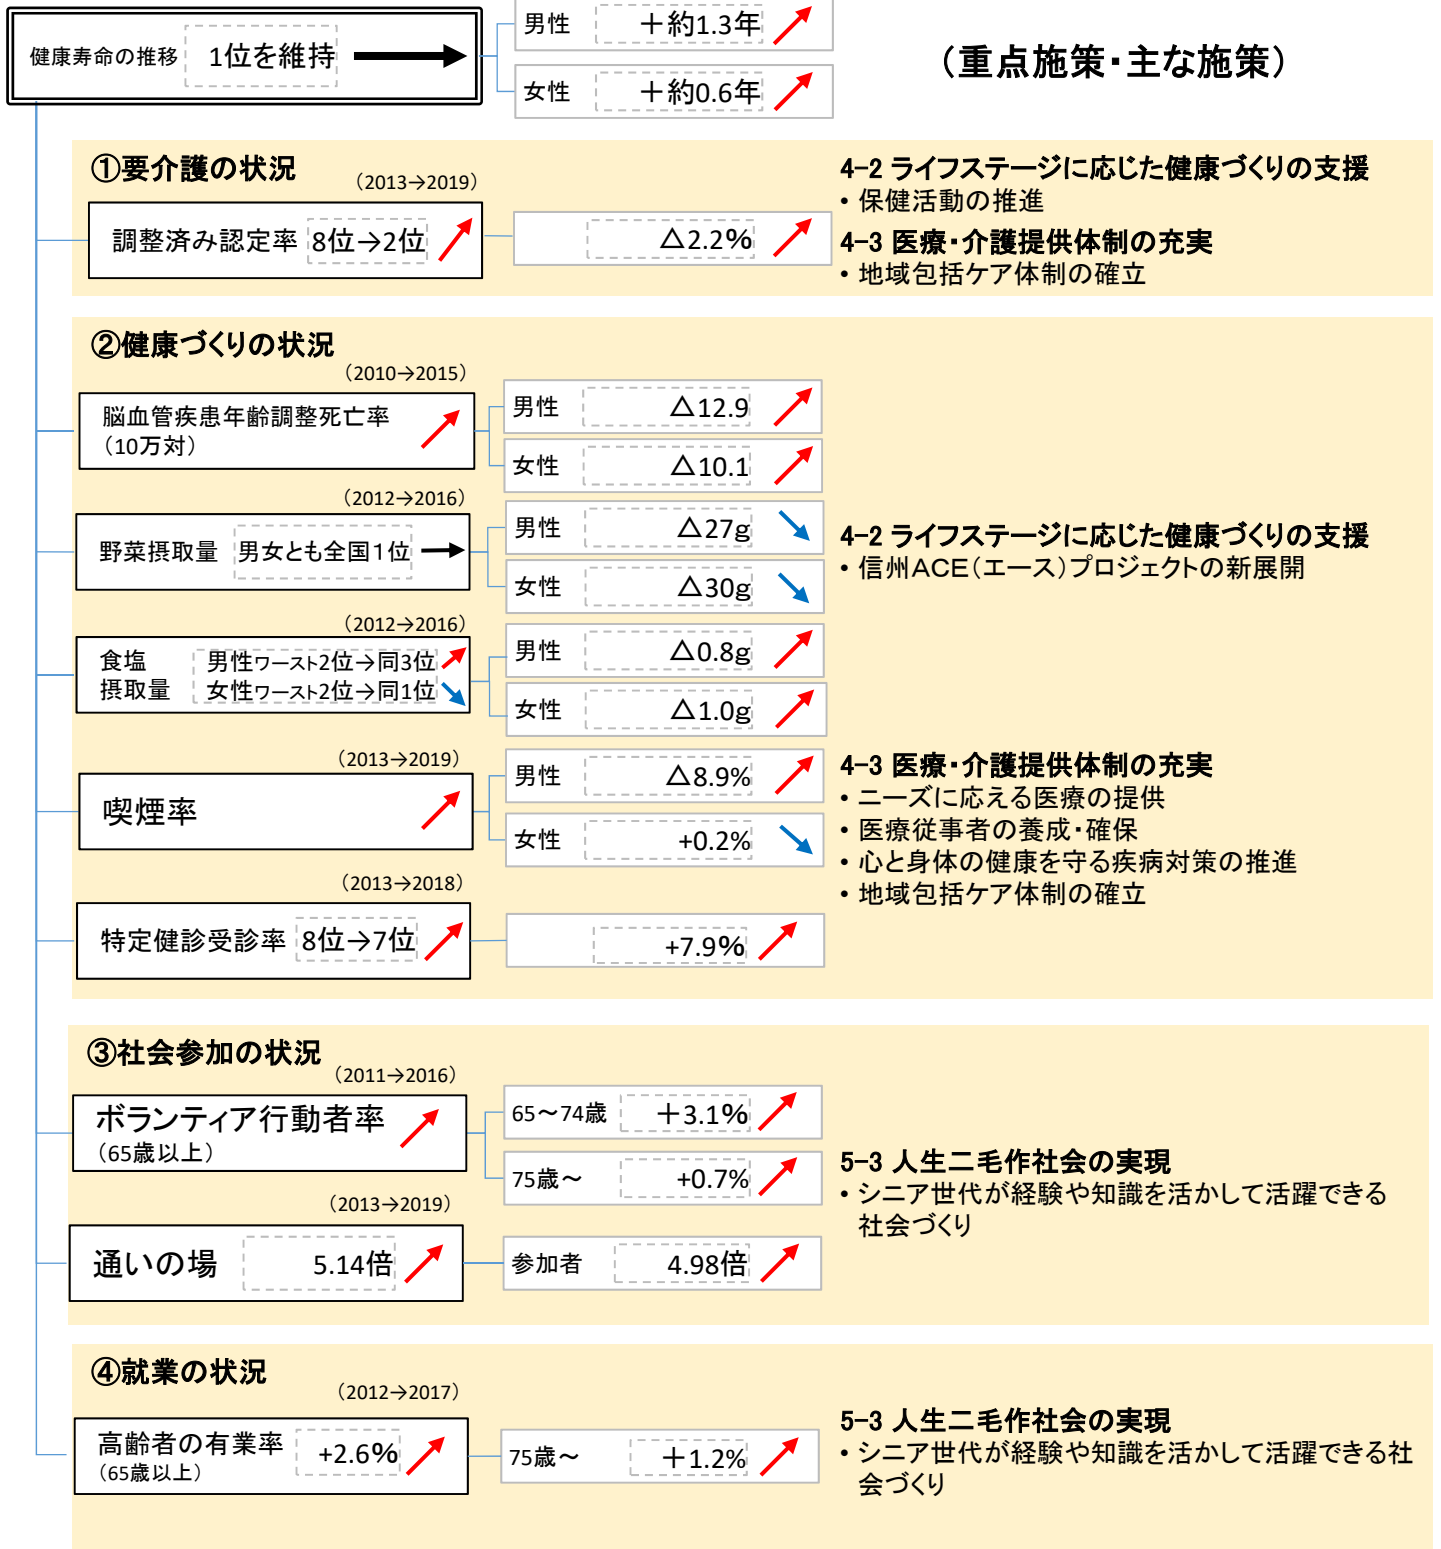 健康寿命の推移 1位を維持
男性 ＋約1.3年
女性 ＋約0.6年
（重点施策・主な施策）
①要介護の状況
（2013→2019）
調整済み認定率 8位→2位
△2.2%
4-2 ライフステージに応じた健康づくりの支援
• 保健活動の推進
4-3 医療・介護提供体制の充実
• 地域包括ケア体制の確立
②健康づくりの状況
（2010→2015）
脳血管疾患年齢調整死亡率
（10万対）
男性 △12.9
女性 △10.1
（2012→2016）
野菜摂取量 男女とも全国１位
男性 △27g
女性 △30g
4-2 ライフステージに応じた健康づくりの支援
• 信州ACE（エース）プロジェクトの新展開
（2012→2016）
食塩 男性ワースト2位→同3位
摂取量 女性ワースト2位→同1位
男性 △0.8g
女性 △1.0g
（2013→2019）
喫煙率
男性 △8.9%
女性 +0.2%
4-3 医療・介護提供体制の充実
• ニーズに応える医療の提供
• 医療従事者の養成・確保
• 心と身体の健康を守る疾病対策の推進
• 地域包括ケア体制の確立
（2013→2018）
特定健診受診率 8位→7位
+7.9%
③社会参加の状況
（2011→2016）
ボランティア行動者率
（65歳以上）
65～74歳 ＋3.1%
75歳～ +0.7%
5-3 人生二毛作社会の実現
• シニア世代が経験や知識を活かして活躍できる
社会づくり
（2013→2019）
通いの場 5.14倍
参加者 4.98倍
④就業の状況
（2012→2017）
高齢者の有業率 +2.6%
（65歳以上）
75歳～ ＋1.2%
5-3 人生二毛作社会の実現
• シニア世代が経験や知識を活かして活躍できる社
会づくり